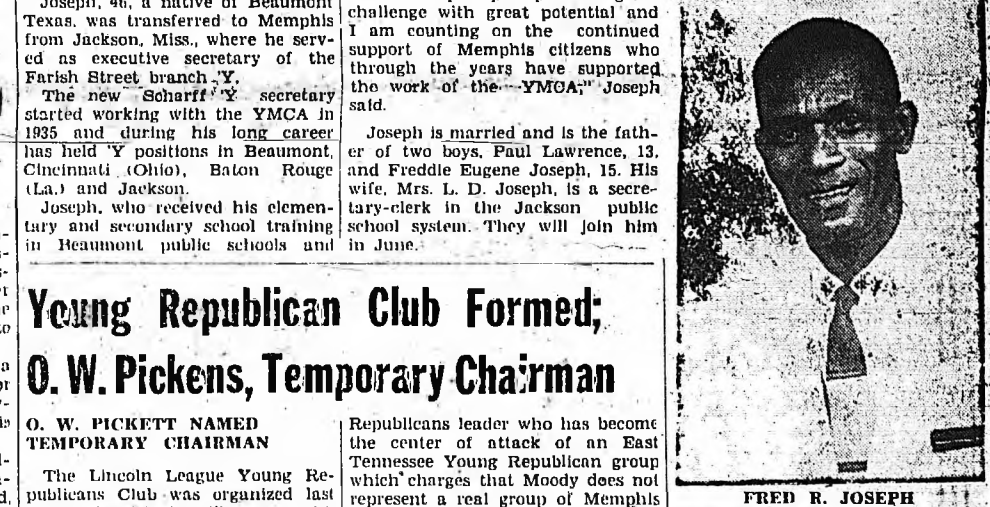 Joseph, 46, a native of Beaumont
Texas, was transferred to Memphis
from Jackson, Miss., where he serv-
ed as executive secretary of the
Farish Street branch 'Y.
The new Scharff 'Y secretary
started working with the YMCA in
1935 and during his long career
has held 'Y positions in Beaumont,
Cincinnati (Ohio), Baton Rouge
(La.) and Jackson.
Joseph, who received his elemen-
tary and secondary school training
in Beaumont public schools and
challenge with great potential and
I am counting on the continued
support of Memphis citizens who
through the years have supported
the work of the YMCA," Joseph
said.
Joseph is married and is the fath-
er of two boys, Paul Lawrence, 13,
and Freddie Eugene Joseph, 15. His
wife, Mrs. L. D. Joseph, is a secre-
tary-clerk in the Jackson public
school system. They will join him
in June.
FRED R. JOSEPH
Young Republican Club Formed;
O. W. Pickens, Temporary Chairman
O. W. PICKETT NAMED
TEMPORARY CHAIRMAN
The Lincoln League Young Re-
publicans Club was organized last
Republicans leader who has become
the center of attack of an East
Tennessee Young Republican group
which charges that Moody does not
represent a real group of Memphis